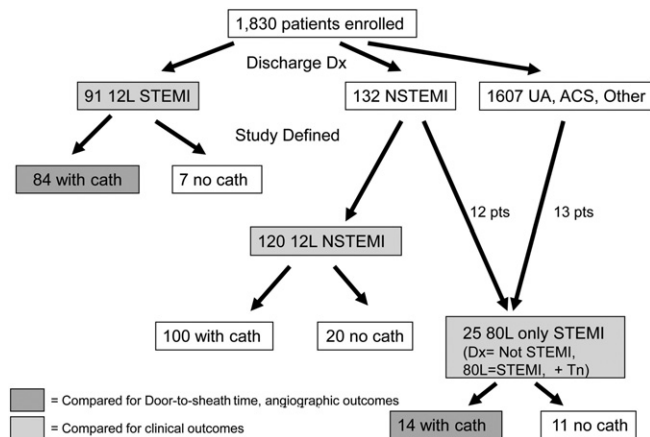 1,830 patients enrolled
Discharge Dx
91 12L STEMI
132 NSTEMI
1607 UA, ACS, Other
Study Defined
84 with cath
7 no cath
12 pts
13 pts
120 12L NSTEMI
100 with cath
20 no cath
25 80L only STEMI
(Dx= Not STEMI,
80L=STEMI, + Tn)
= Compared for Door-to-sheath time, angiographic outcomes
14 with cath
11 no cath
= Compared for clinical outcomes